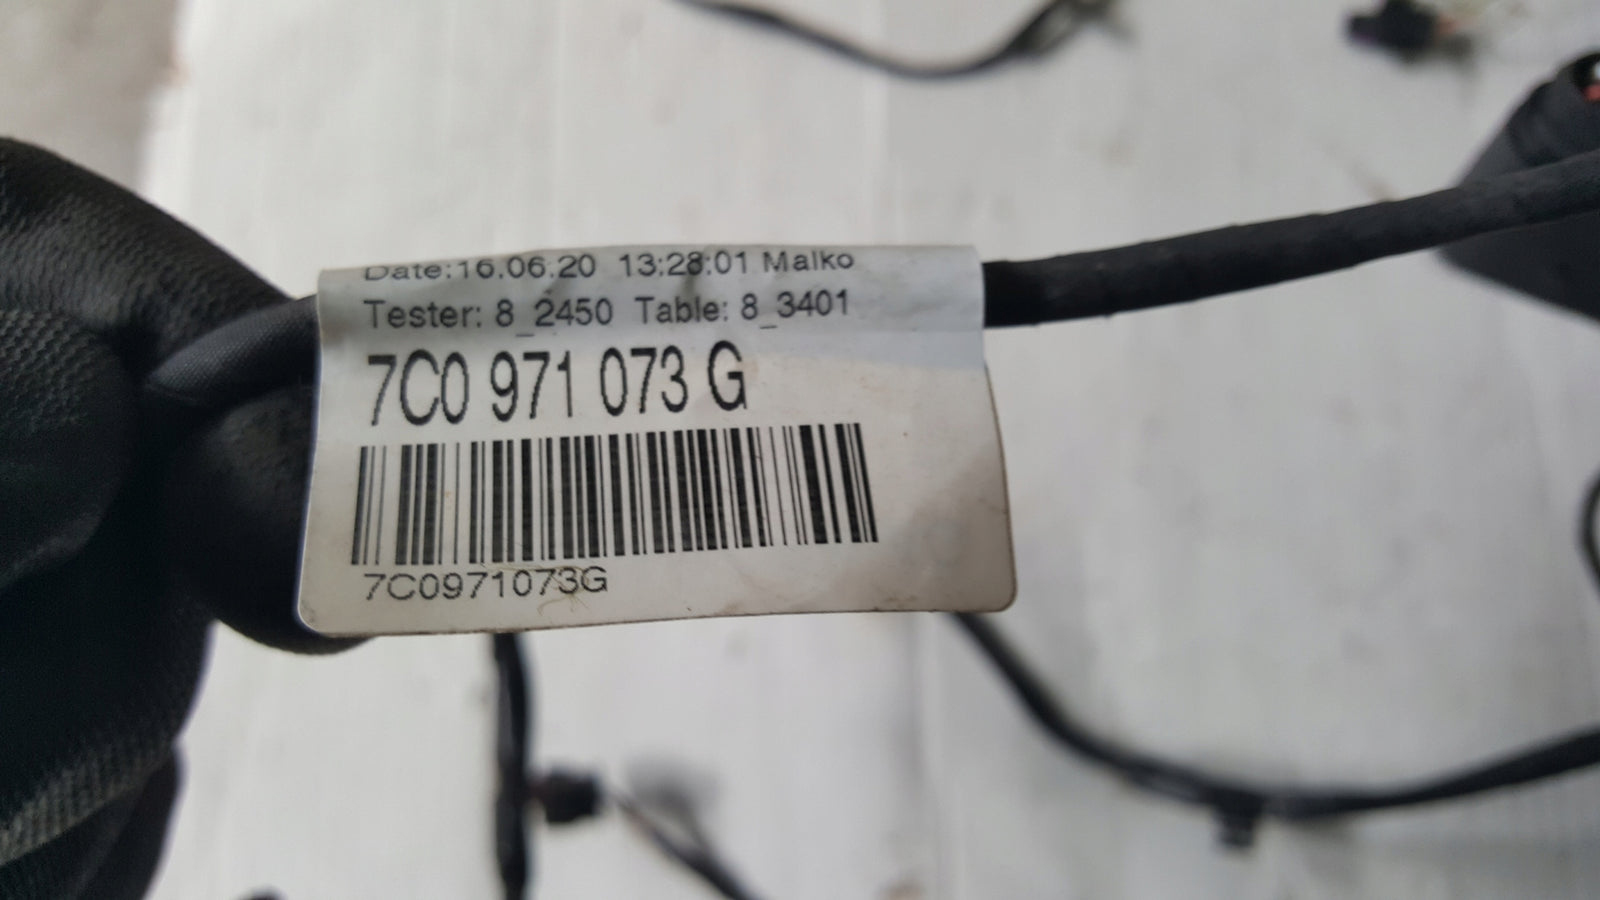 Date:16.06.20 13:28:01 Malko
Tester: 8_2450 Table: 8_3401
7C0 971 073 G
7C0971073G